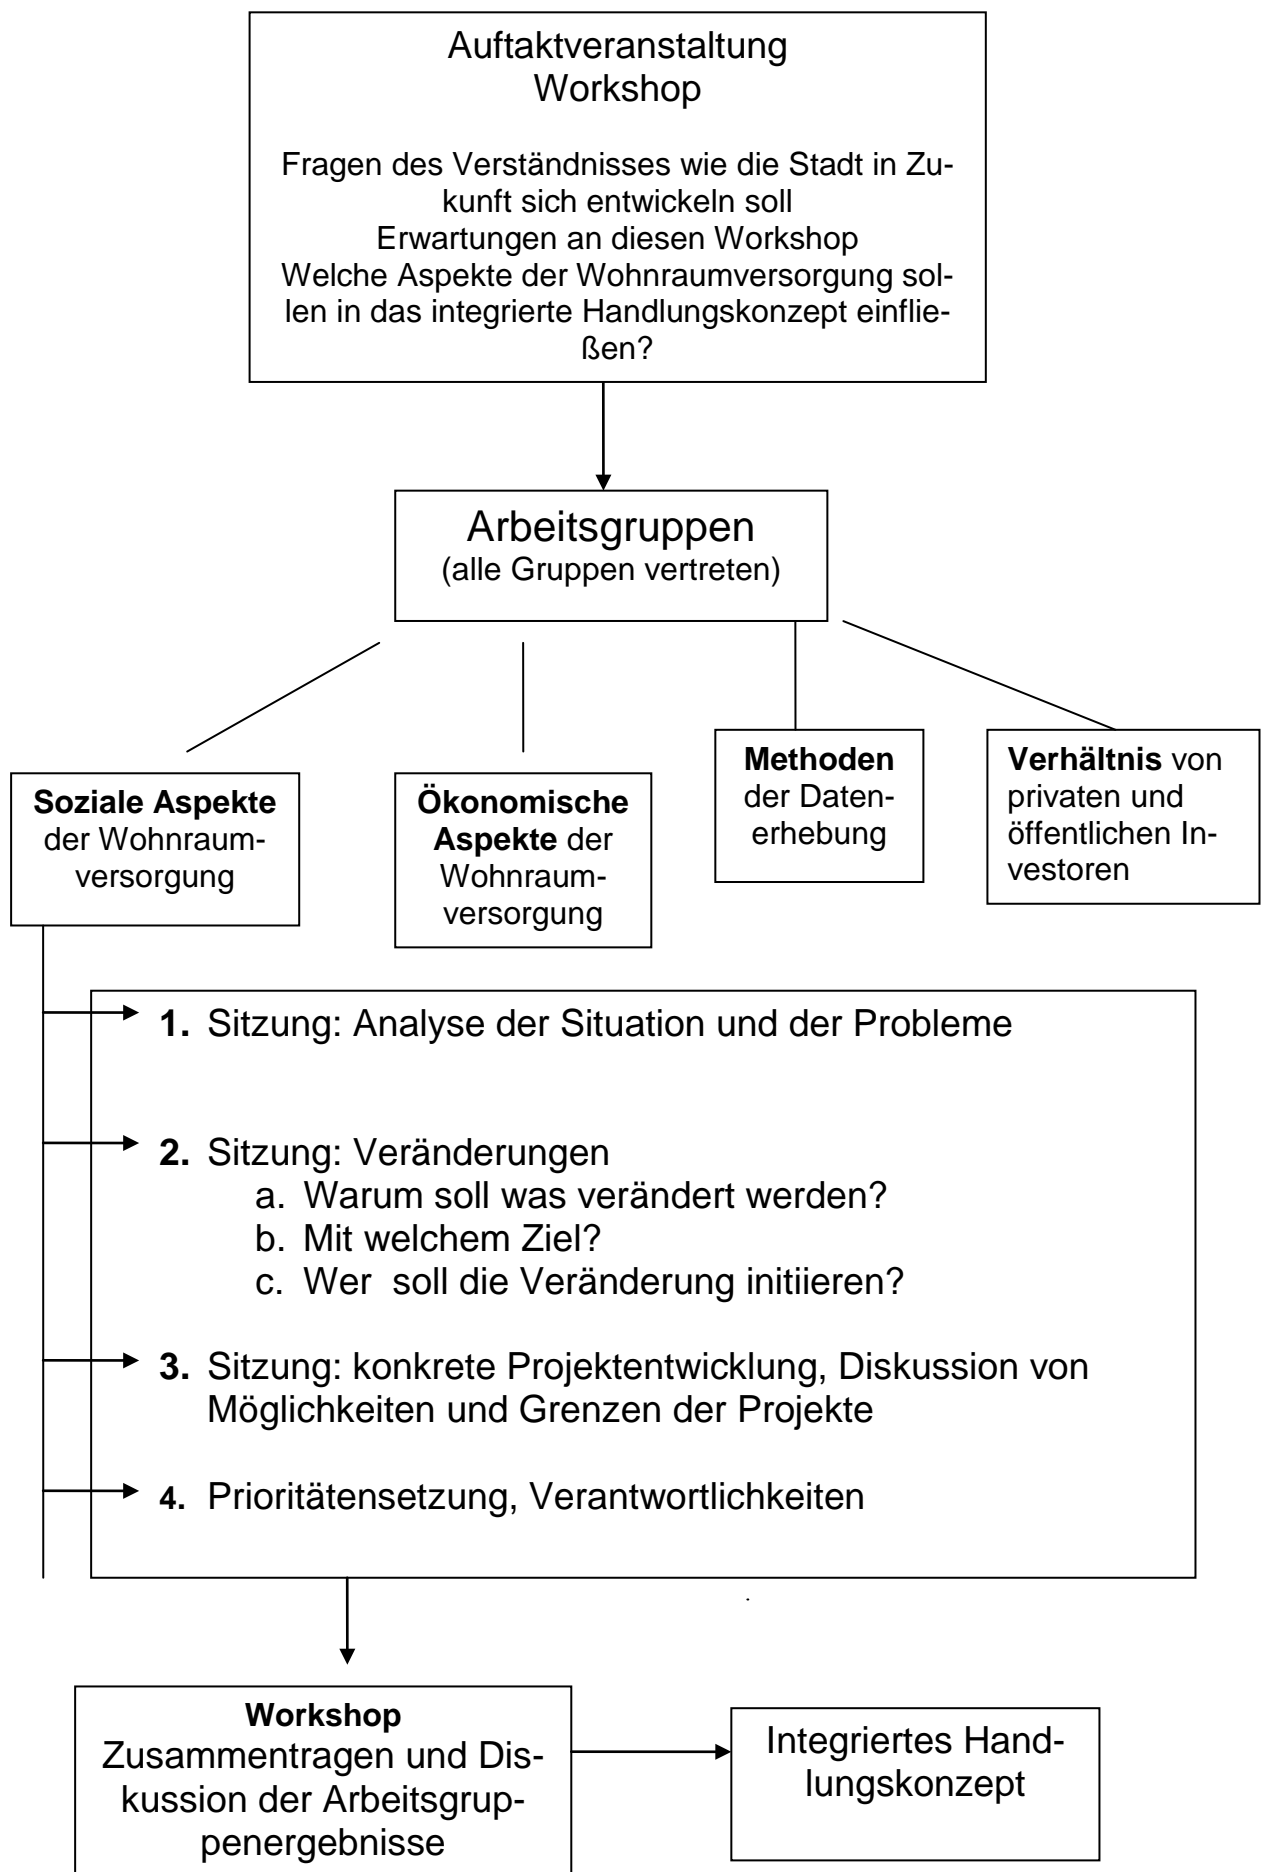 Auftaktveranstaltung
Workshop
Fragen des Verständnisses wie die Stadt in Zu-
kunft sich entwickeln soll
Erwartungen an diesen Workshop
Welche Aspekte der Wohnraumversorgung sol-
len in das integrierte Handlungskonzept einflie-
ßen?
Arbeitsgruppen
(alle Gruppen vertreten)
Soziale Aspekte
der Wohnraum-
versorgung
Ökonomische
Aspekte der
Wohnraum-
versorgung
Methoden
der Daten-
erhebung
Verhältnis von
privaten und
öffentlichen In-
vestoren
1. Sitzung: Analyse der Situation und der Probleme
2. Sitzung: Veränderungen
a. Warum soll was verändert werden?
b. Mit welchem Ziel?
c. Wer  soll die Veränderung initiieren?
3. Sitzung: konkrete Projektentwicklung, Diskussion von
Möglichkeiten und Grenzen der Projekte
4. Prioritätensetzung, Verantwortlichkeiten
.
Workshop
Zusammentragen und Dis-
kussion der Arbeitsgrup-
penergebnisse
Integriertes Hand-
lungskonzept